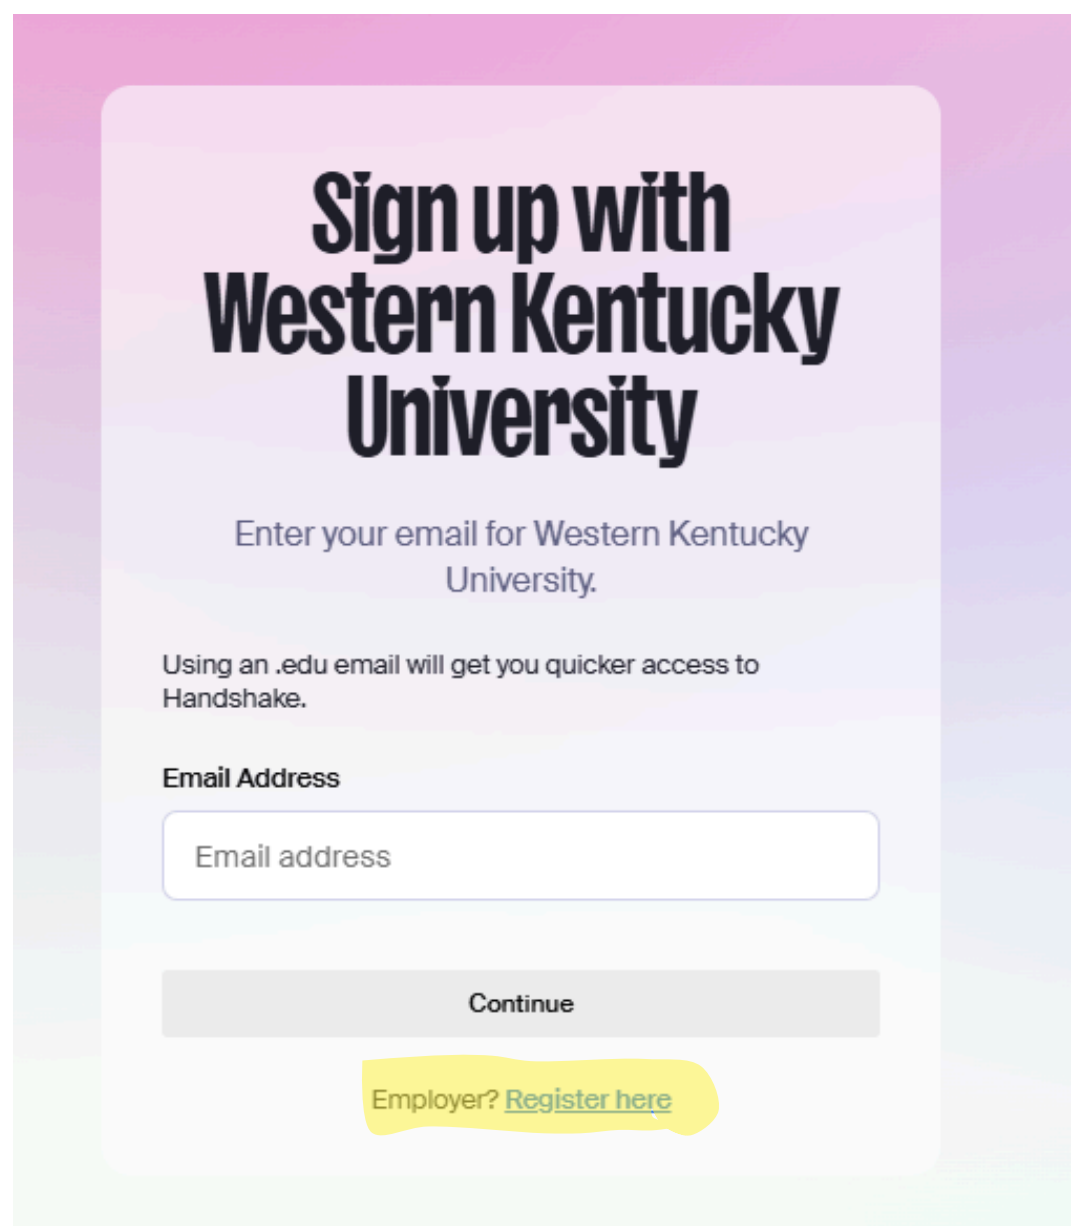 Sign up with
Western Kentucky
University
Enter your email for Western Kentucky
University.
Using an .edu email will get you quicker access to
Handshake.
Email Address
Email address
Continue
Employer? Register here